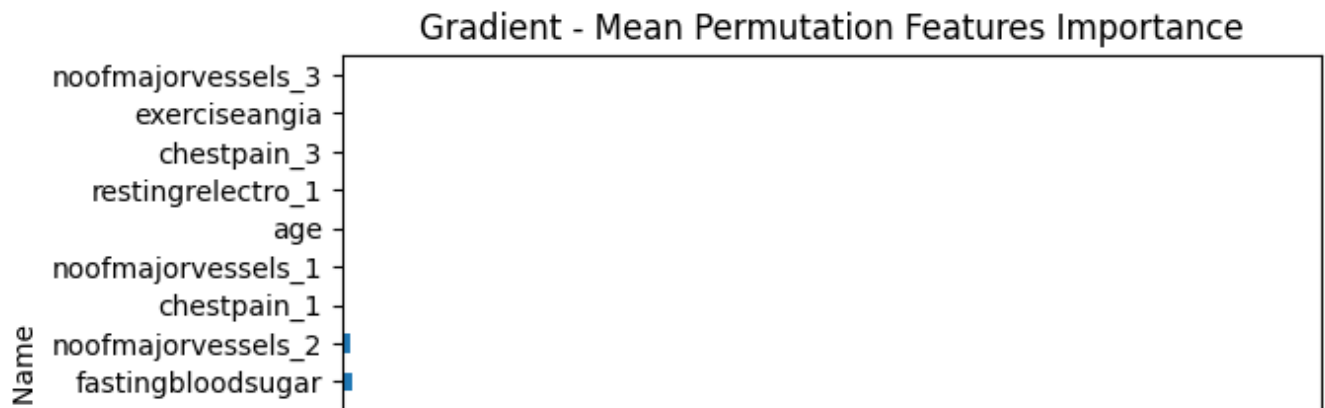 Gradient - Mean Permutation Features Importance
noofmajorvessels_3
exerciseangia
chestpain_3
restingrelectro_1
age
noofmajorvessels_1
chestpain_1
noofmajorvessels_2
fastingbloodsugar
Name